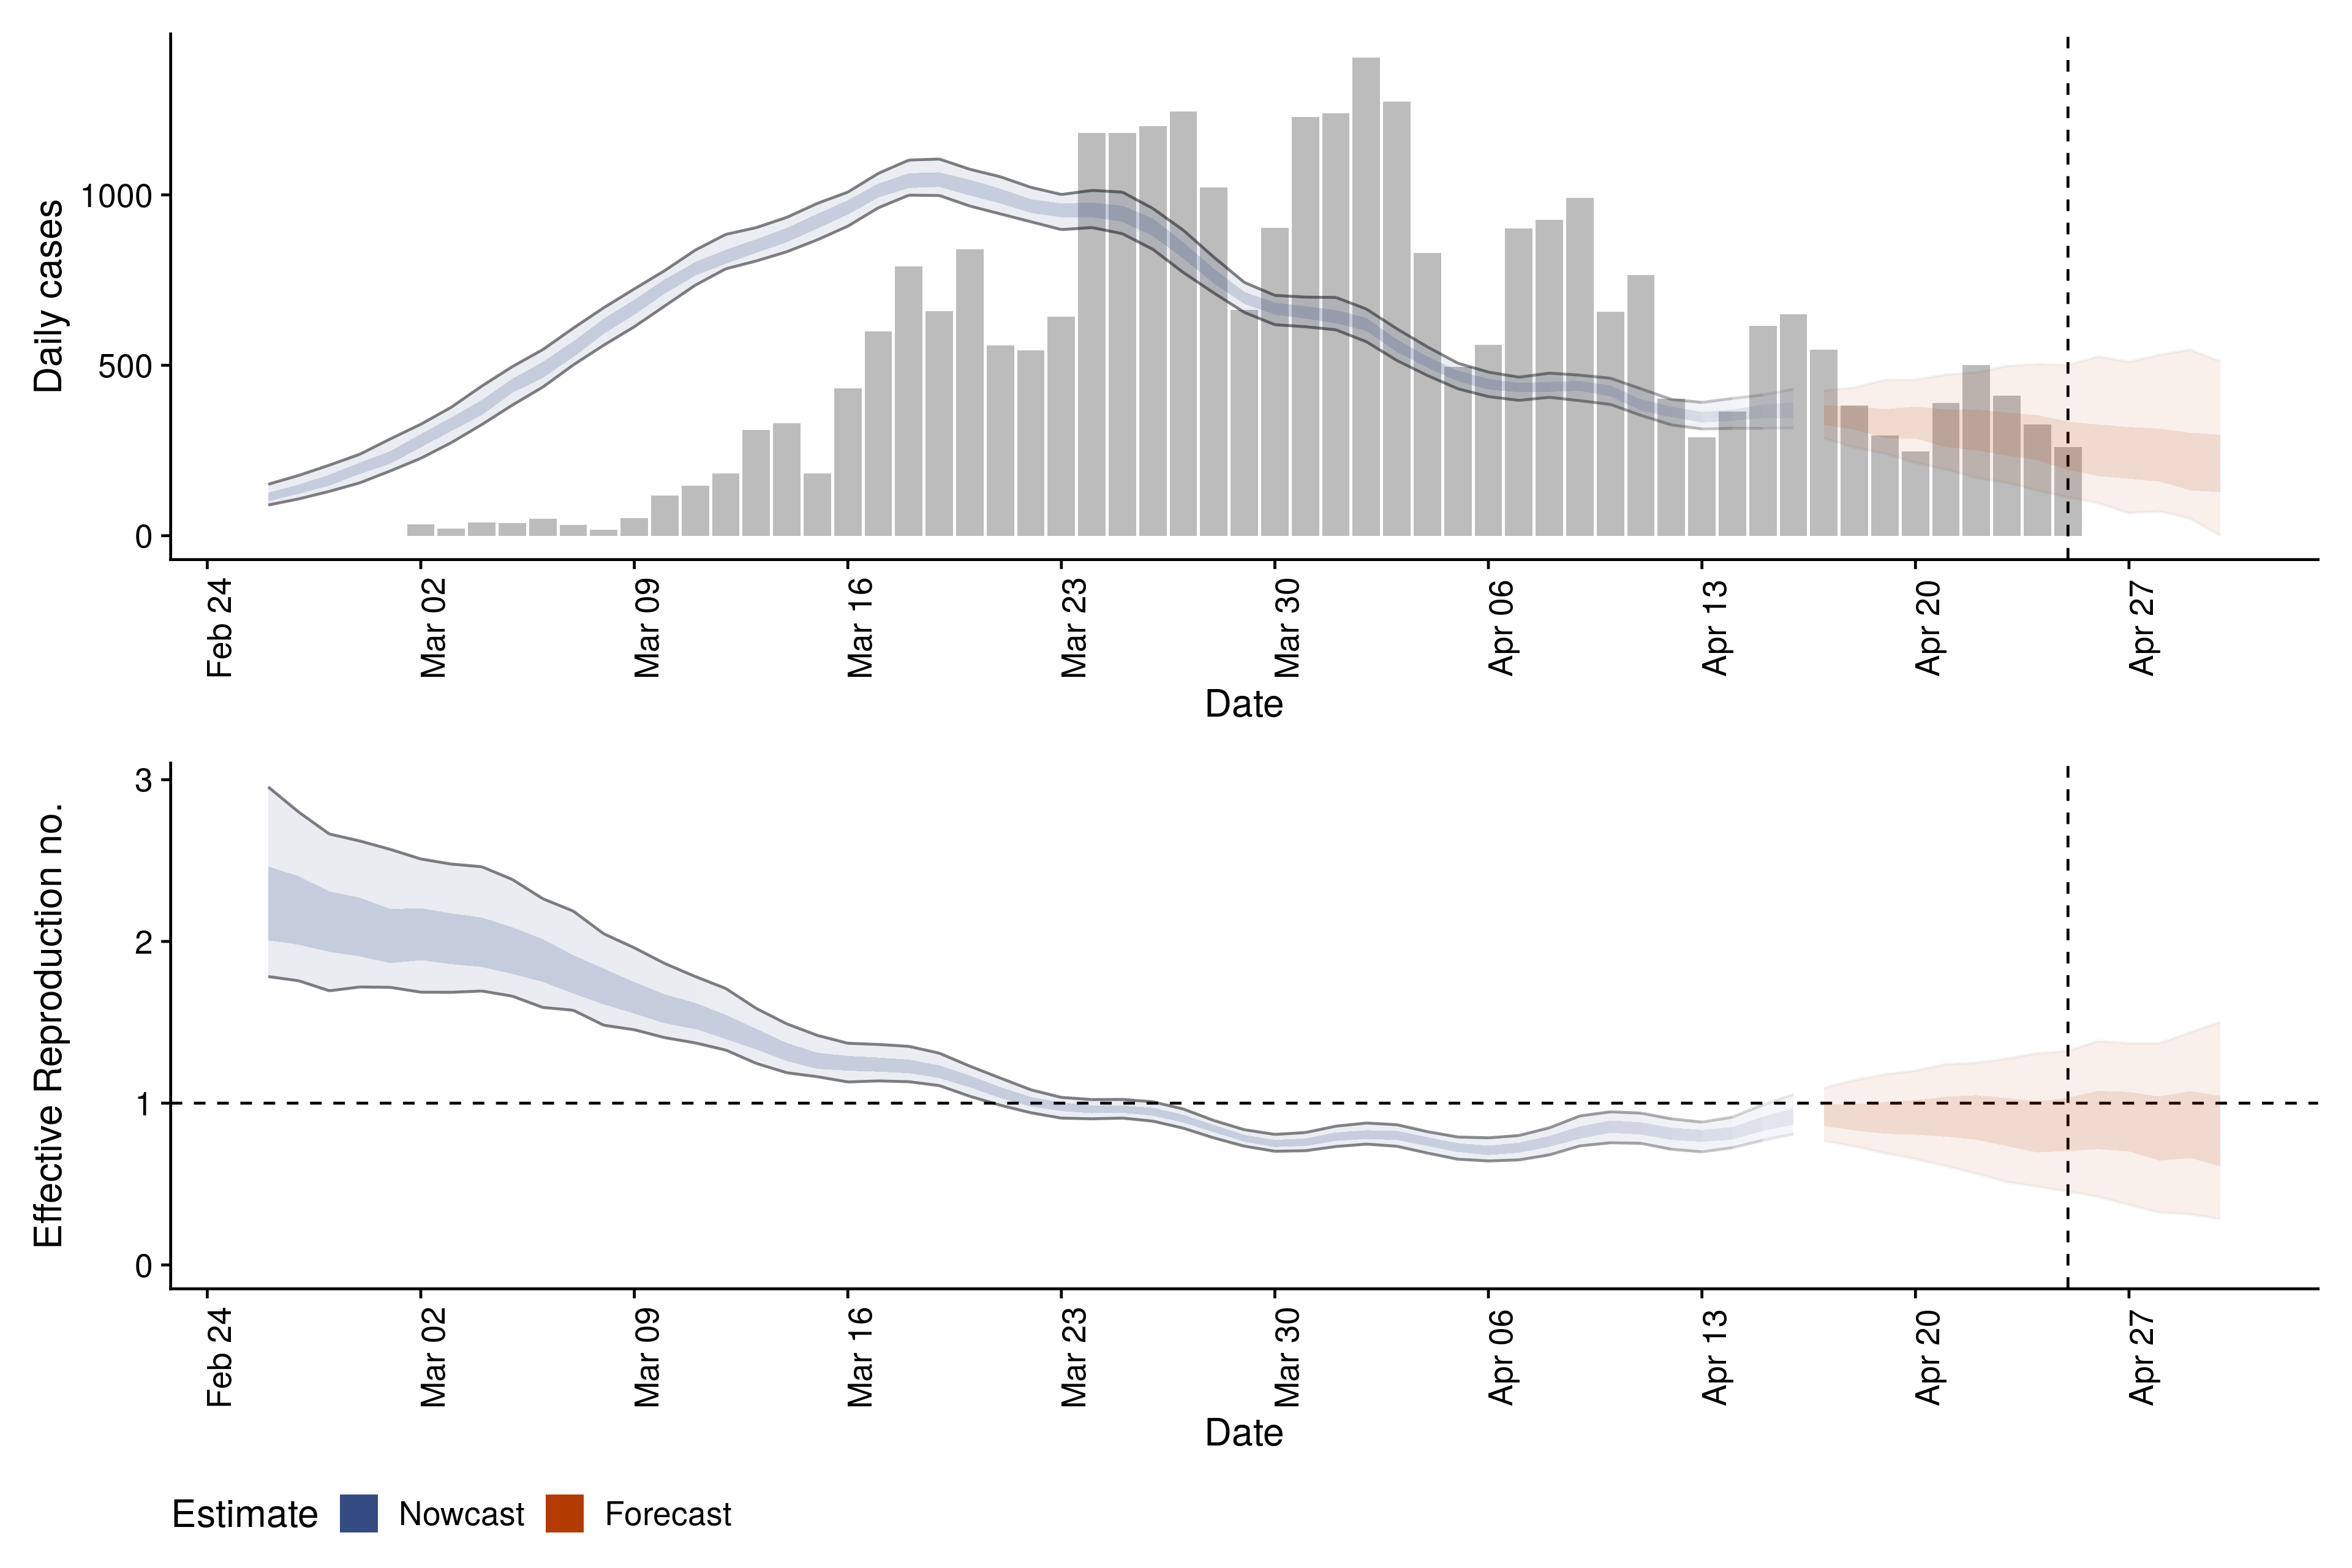 Daily cases
1000
500
0
Feb 24
Mar 02
Mar 09
Mar 16
Mar 23
Mar 30
Apr 06
Apr 13
Apr 20
Apr 27
Date
Effective Reproduction no.
3
2
1
0
Feb 24
Mar 02
Mar 09
Mar 16
Mar 23
Mar 30
Apr 06
Apr 13
Apr 20
Apr 27
Date
Estimate Nowcast Forecast